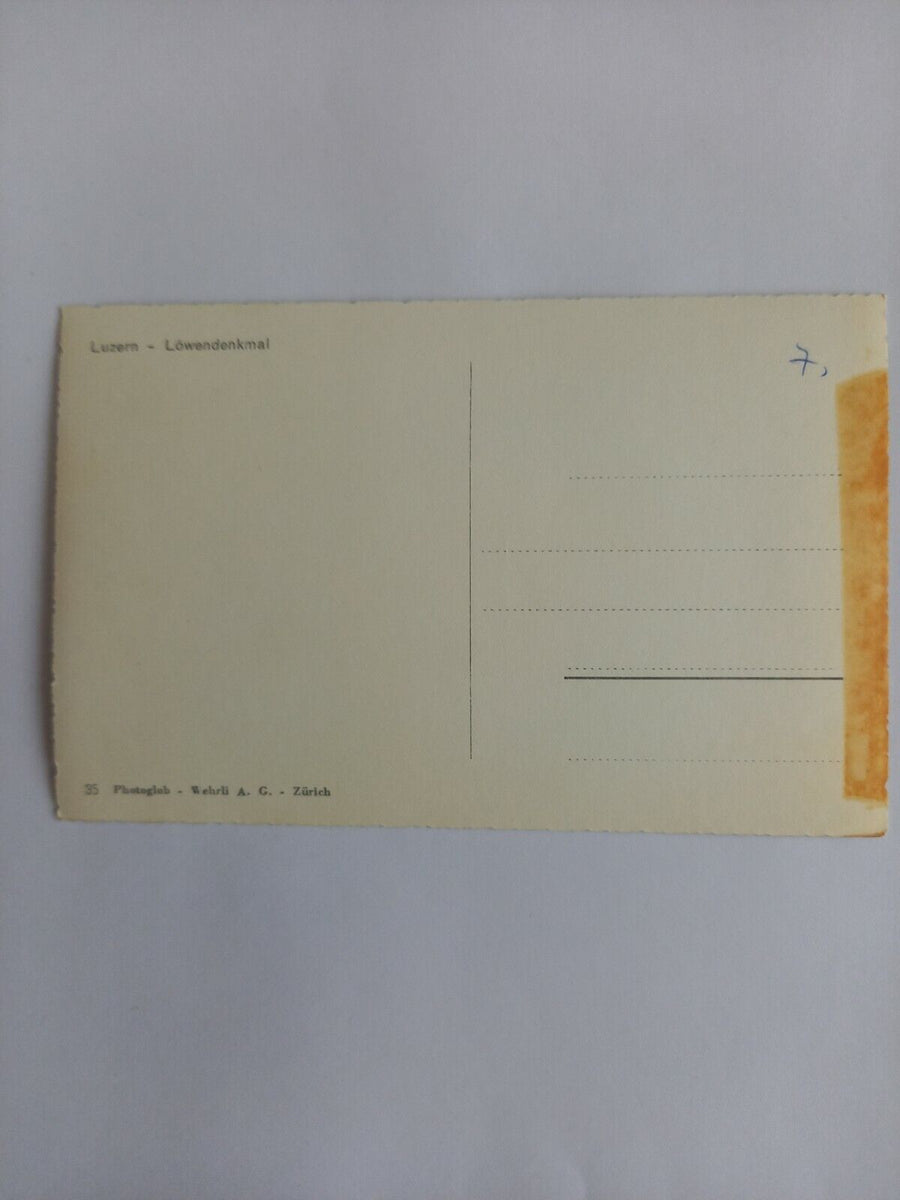 Luzern - Löwendenkmal
7,
35 Photoglob - Wehrli A. G. - Zürich